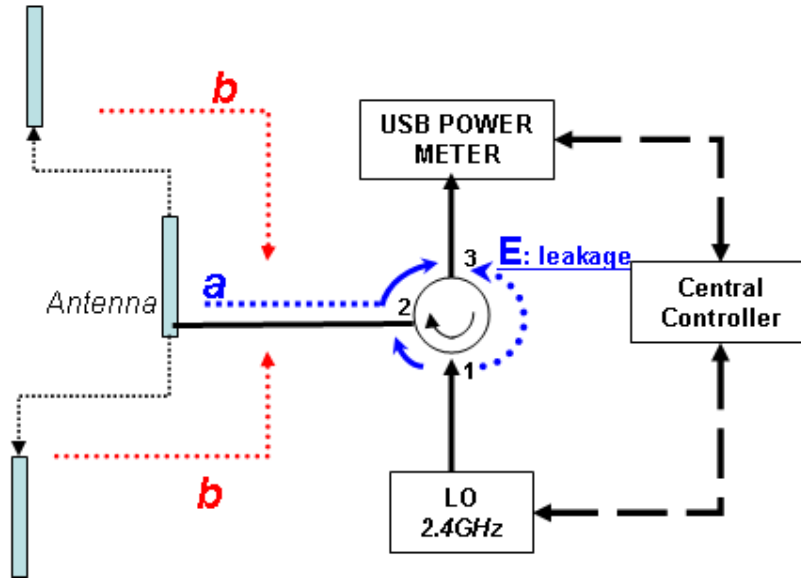 b
USB POWER
METER
3
E: leakage
Antenna
a
2
Central
Controller
1
b
LO
2.4GHz